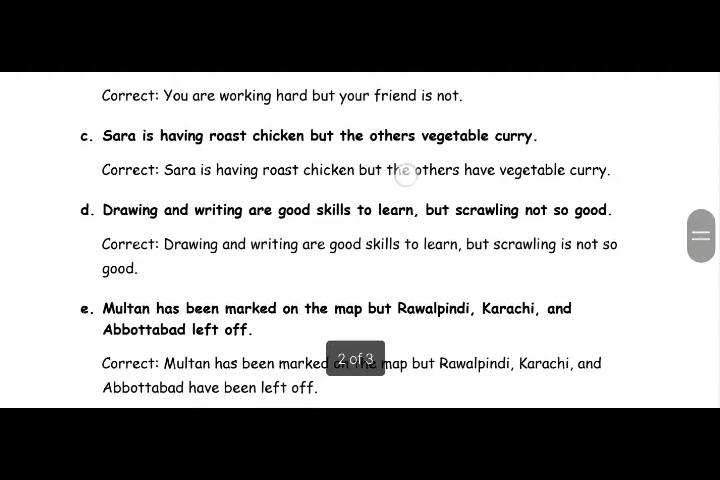 Correct: You are working hard but your friend is not.
c. Sara is having roast chicken but the others vegetable curry.
Correct: Sara is having roast chicken but the others have vegetable curry.
d. Drawing and writing are good skills to learn, but scrawling not so good.
Correct: Drawing and writing are good skills to learn, but scrawling is not so
good.
e. Multan has been marked on the map but Rawalpindi, Karachi, and
Abbottabad left off.
2 of 3
Correct: Multan has been marked on the map but Rawalpindi, Karachi, and
Abbottabad have been left off.